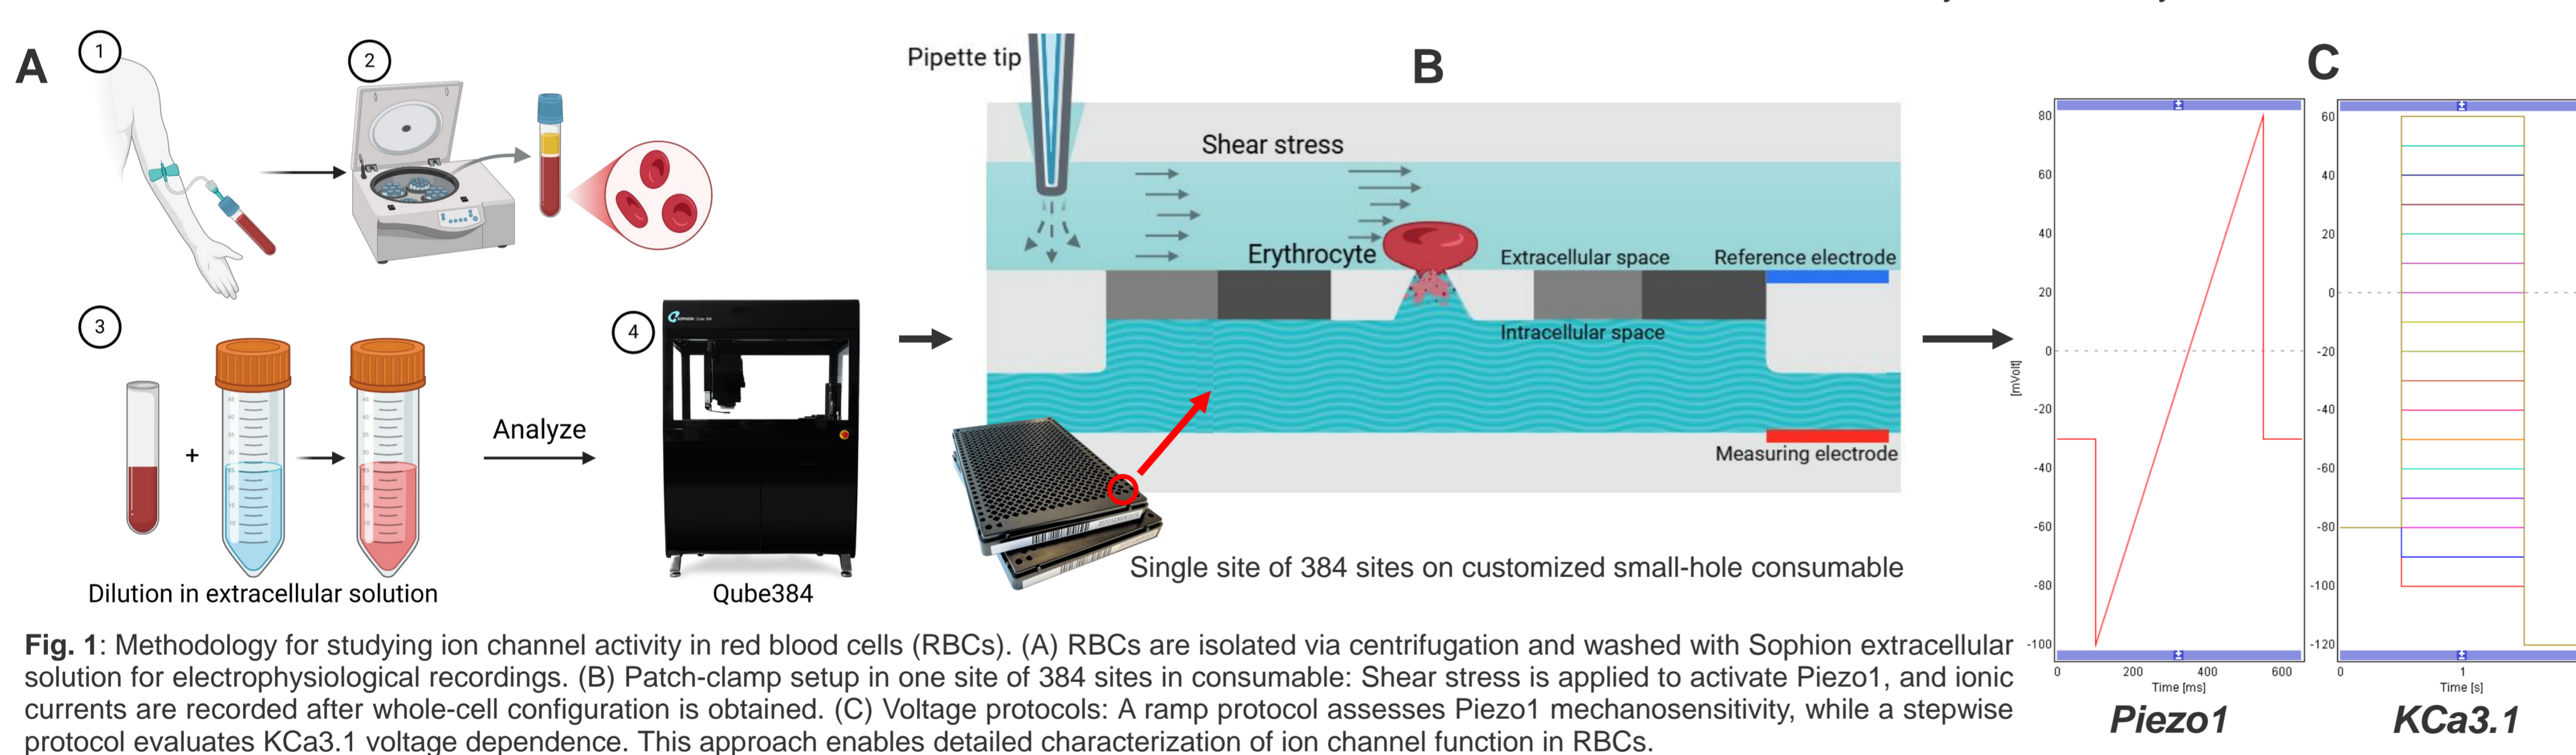 A
1
2
3
4
+
Dilution in extracellular solution
Analyze
SOPHION
Qube384
B
Pipette tip
Shear stress
Erythrocyte
Extracellular space
Reference electrode
Intracellular space
Measuring electrode
Single site of 384 sites on customized small-hole consumable
C
80
60
40
20
0
-20
-40
-60
-80
-100
[mVolt]
0 200 400 600
Time [ms]
Piezo1
60
40
20
0
-20
-40
-60
-80
-100
-120
0 1
Time [s]
KCa3.1
Fig. 1: Methodology for studying ion channel activity in red blood cells (RBCs). (A) RBCs are isolated via centrifugation and washed with Sophion extracellular
solution for electrophysiological recordings. (B) Patch-clamp setup in one site of 384 sites in consumable: Shear stress is applied to activate Piezo1, and ionic
currents are recorded after whole-cell configuration is obtained. (C) Voltage protocols: A ramp protocol assesses Piezo1 mechanosensitivity, while a stepwise
protocol evaluates KCa3.1 voltage dependence. This approach enables detailed characterization of ion channel function in RBCs.